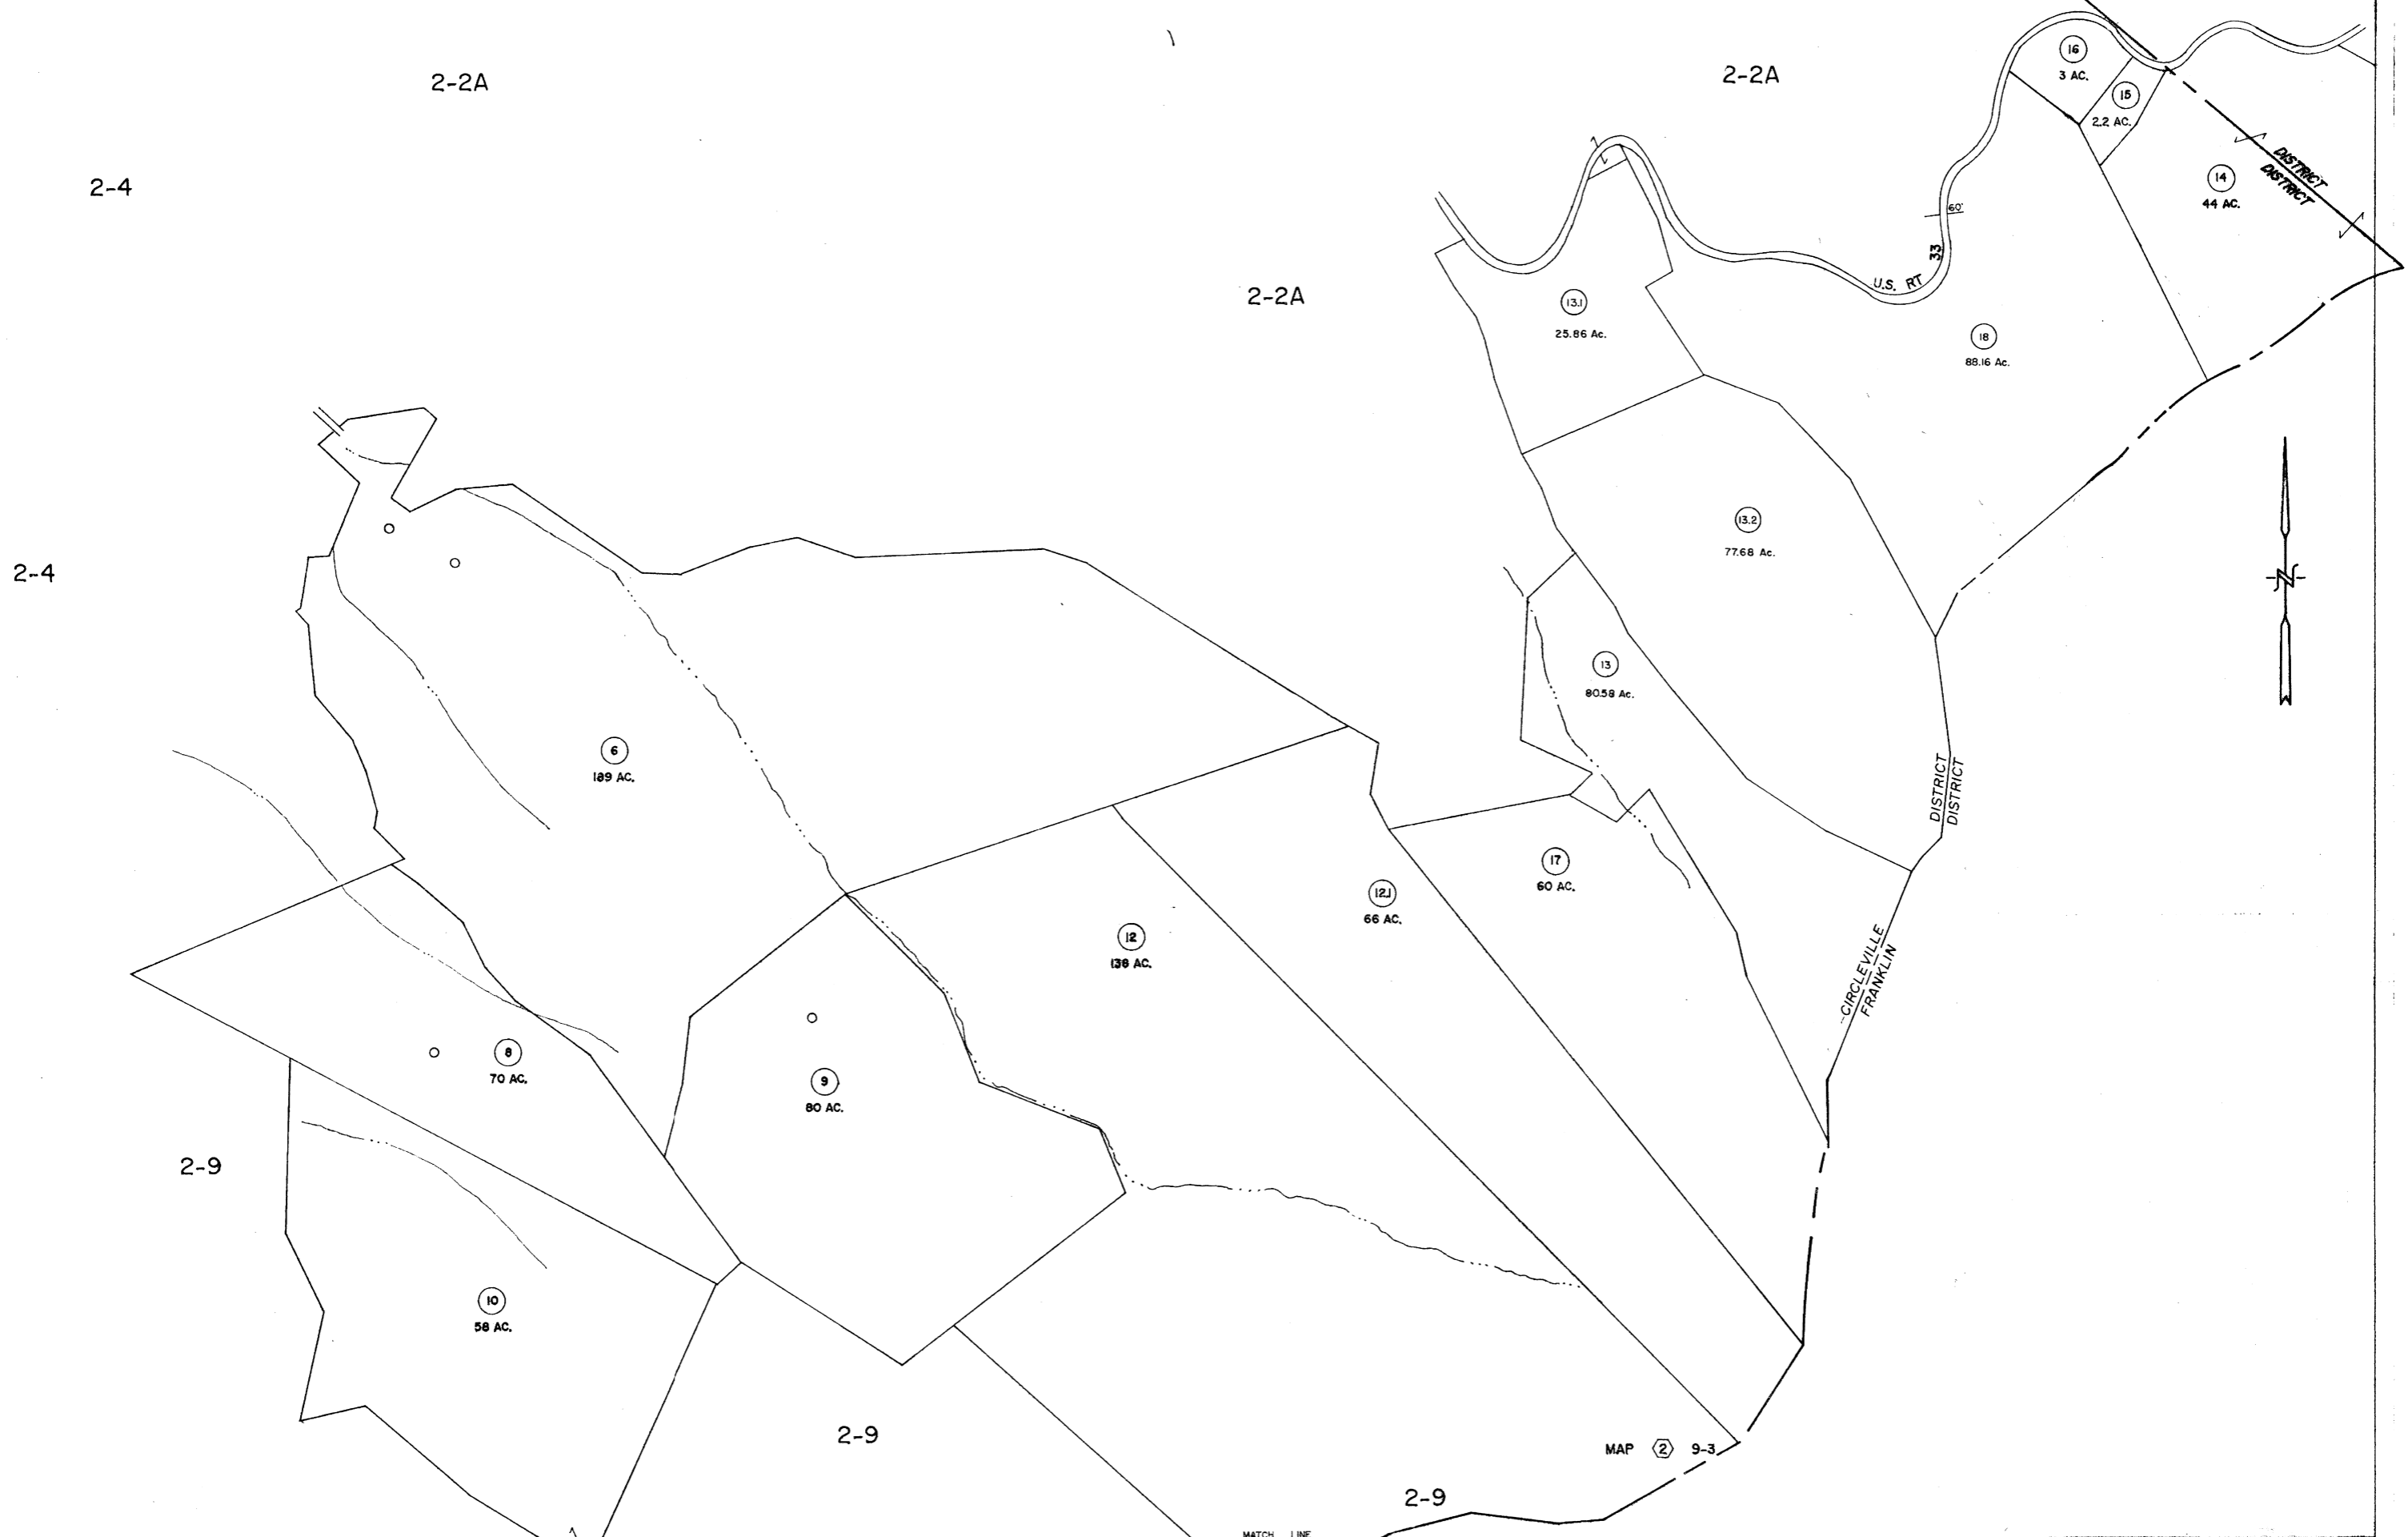 16
3 AC.
2-2A
2-2A
15
2.2 AC.
DISTRICT
DISTRICT
14
44 AC.
2-4
60'
33
U.S. RT
2-2A
13.1
25.86 Ac.
18
88.16 Ac.
13.2
77.68 Ac.
2-4
N
13
80.58 Ac.
6
189 AC.
DISTRICT
DISTRICT
17
60 AC.
12.1
66 AC.
12
138 AC.
CIRCLEVILLE
FRANKLIN
8
70 AC.
9
80 AC.
2-9
10
58 AC.
2-9
MAP 2 9-3
2-9
MATCH LINE